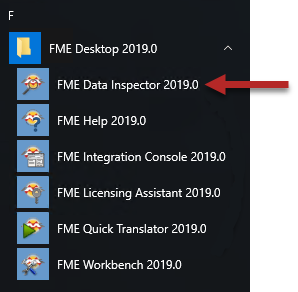 F
FME Desktop 2019.0
FME Data Inspector 2019.0
FME Help 2019.0
FME Integration Console 2019.0
FME Licensing Assistant 2019.0
FME Quick Translator 2019.0
FME Workbench 2019.0